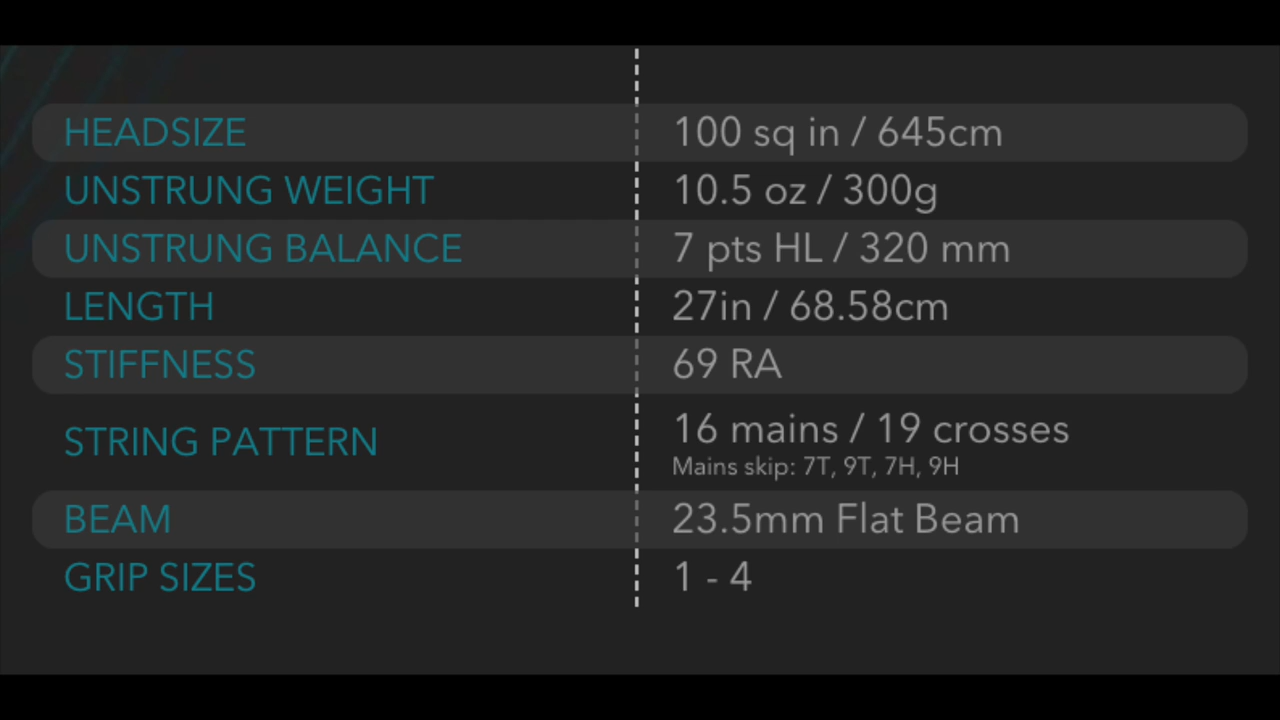 HEADSIZE 100 sq in / 645cm
UNSTRUNG WEIGHT 10.5 oz / 300g
UNSTRUNG BALANCE 7 pts HL / 320 mm
LENGTH 27in / 68.58cm
STIFFNESS 69 RA
STRING PATTERN 16 mains / 19 crosses
Mains skip: 7T, 9T, 7H, 9H
BEAM 23.5mm Flat Beam
GRIP SIZES 1 - 4